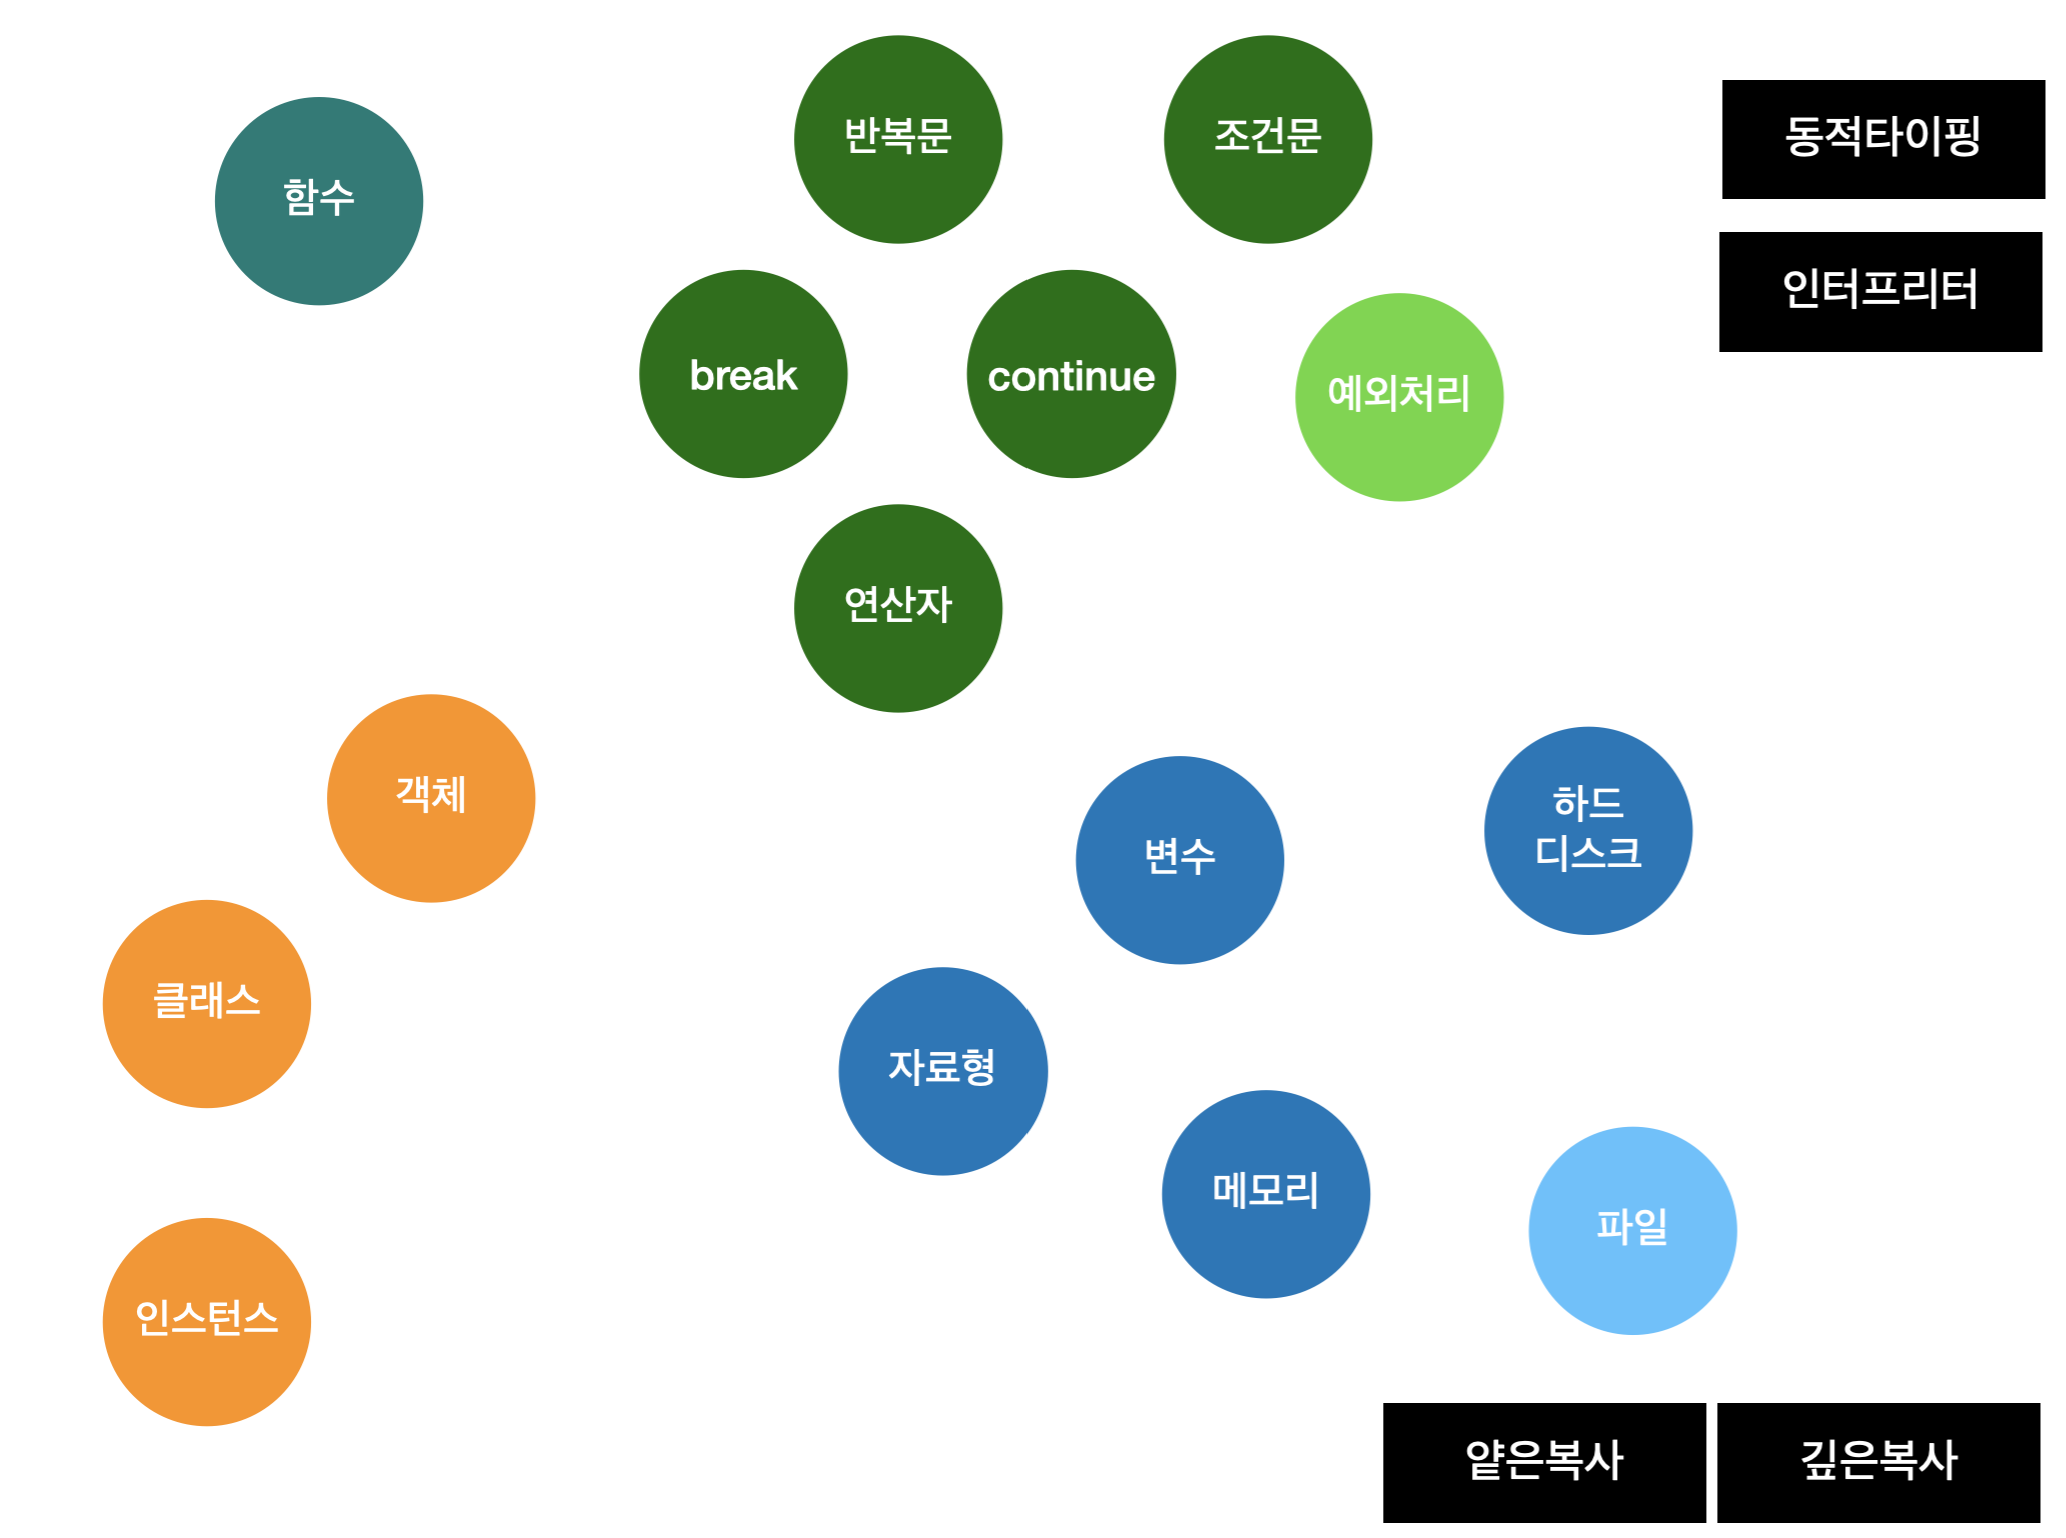 반복문
조건문
동적타이핑
함수
인터프리터
break
continue
예외처리
연산자
객체
변수
하드
디스크
클래스
자료형
메모리
파일
인스턴스
얕은복사
깊은복사